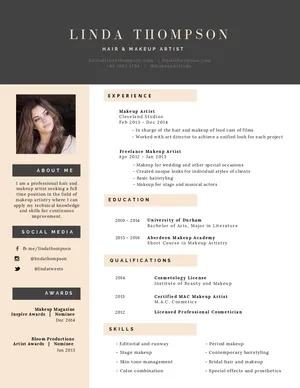 LINDA THOMPSON
HAIR & MAKEUP ARTIST
ABOUT ME
I am a professional hair and
makeup artist seeking a full
time position in the field of
makeup artistry where I can
apply my technical knowledge
and skills for continuous
improvement.
SOCIAL MEDIA
fb.me/lindathompson
@lindathompson
@lindatweets
AWARDS
Makeup Magazine
Inspire Awards | Nominee
Dec 2014
Bloom Productions
Artist Awards | Nominee
Jan 2013
EXPERIENCE
Makeup Artist
Cleveland Studios
Feb 2013 - Dec 2014
- In charge of the hair and makeup of lead cast of films
- Worked with art director to achieve a unified look for each project
Freelance Makeup Artist
Apr 2012 - Jan 2013
- Makeup for wedding and other special occasions
- Created unique looks for individual styles of clients
- Basic hairstyling
- Makeup for stage and musical actors
EDUCATION
University of Durham
Bachelor of Arts, Major in Literature
Aberdeen Makeup Academy
Short Course in Makeup Artistry
QUALIFICATIONS
2014 Cosmetology License
Institute of Beauty and Makeup
2013 Certified MAC Makeup Artist
M.A.C. Cosmetics
2012 Licensed Professional Cosmetician
SKILLS
• Editorial and runway
• Stage makeup
• Skin tone management
• Color combination
• Period makeup
• Contemporary hairstyling
• Bridal hair and makeup
• Special effects and prosthetics